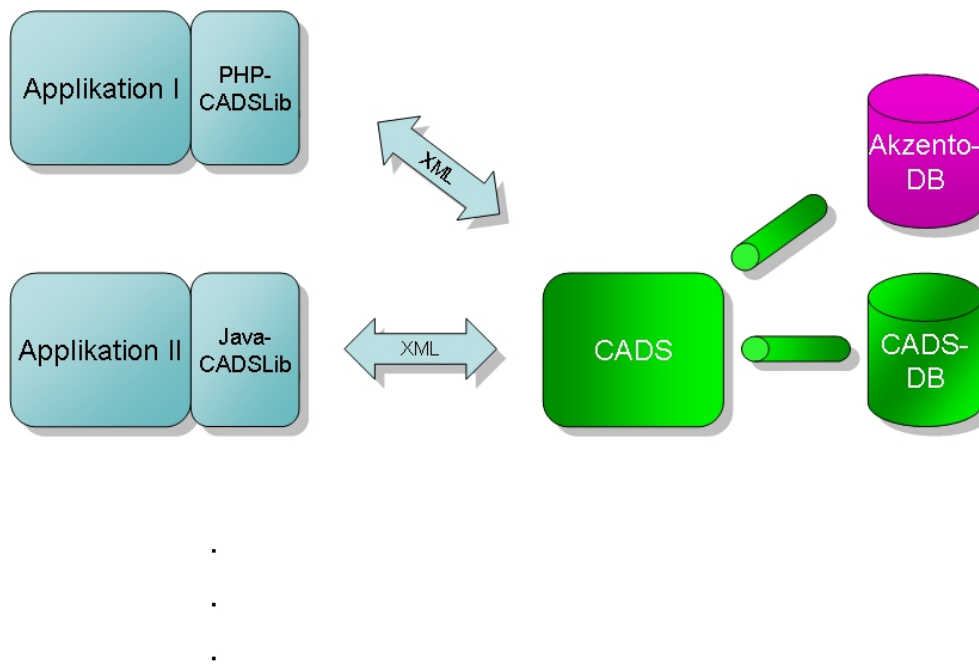 Applikation I
PHP-
CADSLib
XML
Akzento-
DB
Applikation II
Java-
CADSLib
XML
CADS
CADS-
DB
.
.
.